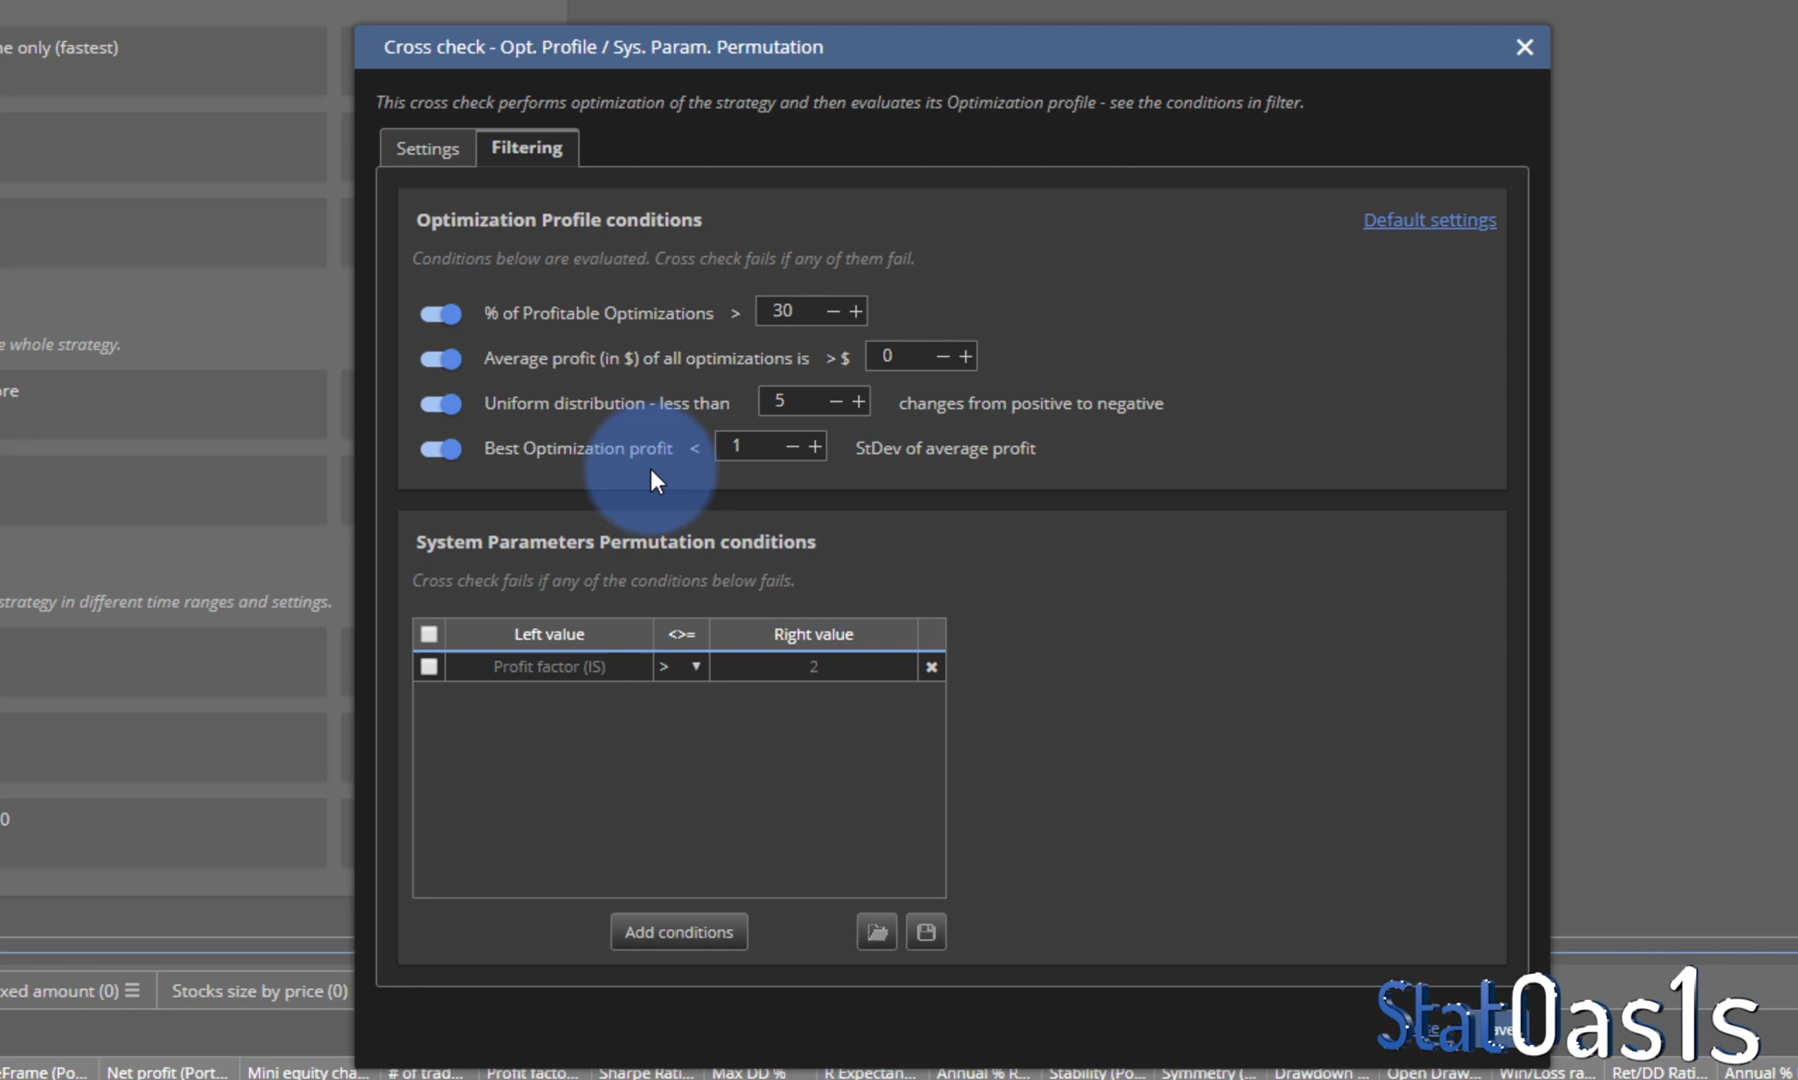 e only (fastest)
Cross check - Opt. Profile / Sys. Param. Permutation
This cross check performs optimization of the strategy and then evaluates its Optimization profile - see the conditions in filter.
Settings
Filtering
Optimization Profile conditions
Default settings
Conditions below are evaluated. Cross check fails if any of them fail.
% of Profitable Optimizations > 30 − +
Average profit (in $) of all optimizations is > $ 0 − +
e whole strategy.
Uniform distribution - less than 5 − + changes from positive to negative
ore
Best Optimization profit < 1 − + StDev of average profit
System Parameters Permutation conditions
Cross check fails if any of the conditions below fails.
strategy in different time ranges and settings.
Left value <>= Right value
Profit factor (IS) > 2
0
Add conditions
xed amount (0)
Stocks size by price (0)
StatOas1s
Frame (Po... Net profit (Port... Mini equity cha... # of trad... Profit facto... Sharpe Rati... Max DD % R Expectan... Annual % R... Stability (Po... Symmetry (... Drawdown ... Open Draw... Win/Loss ra... Ret/DD Rati... Annual %